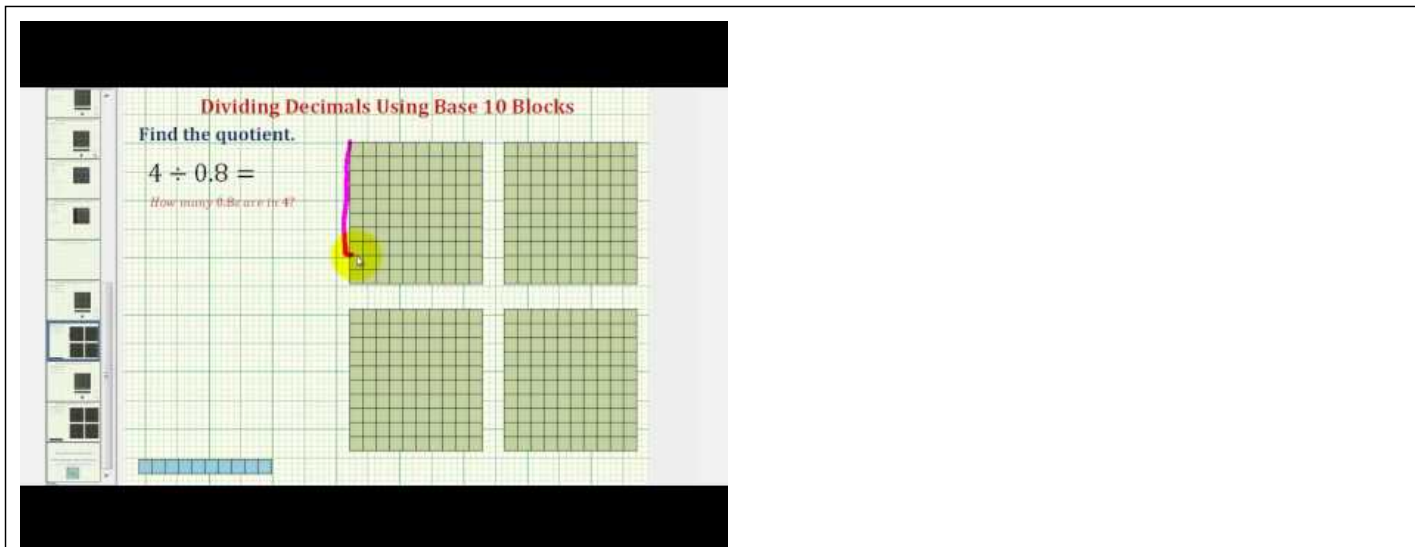 Dividing Decimals Using Base 10 Blocks
Find the quotient.
4 ÷ 0.8 =
How many 0.8s are in 4?